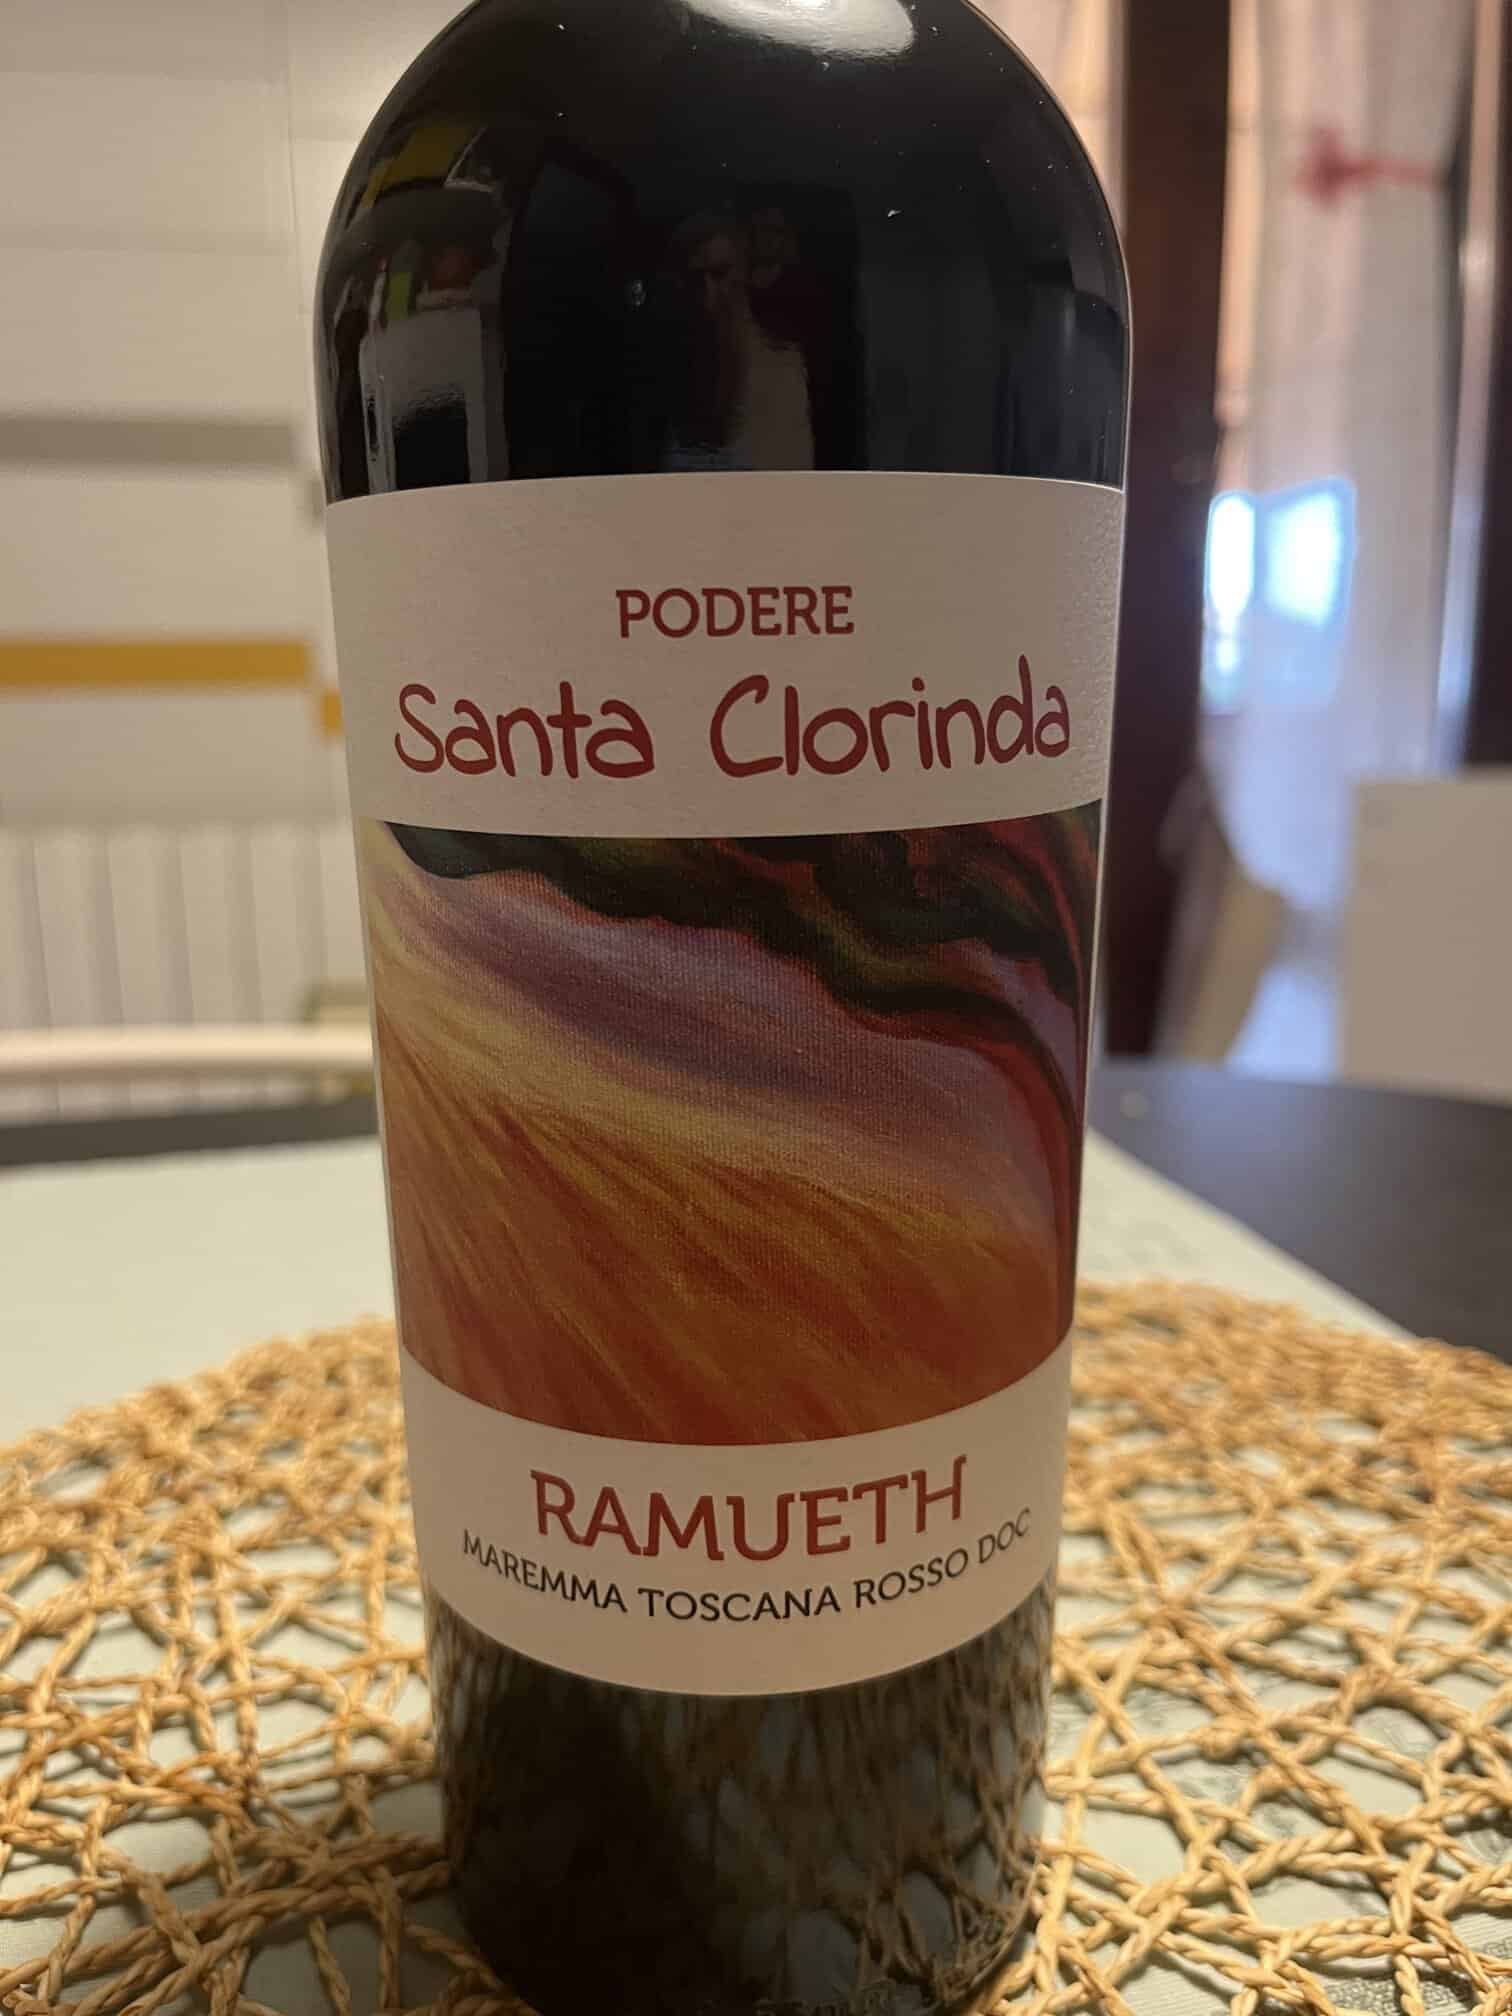 PODERE
Santa Clorinda
RAMUETH
MAREMMA TOSCANA ROSSO DOC